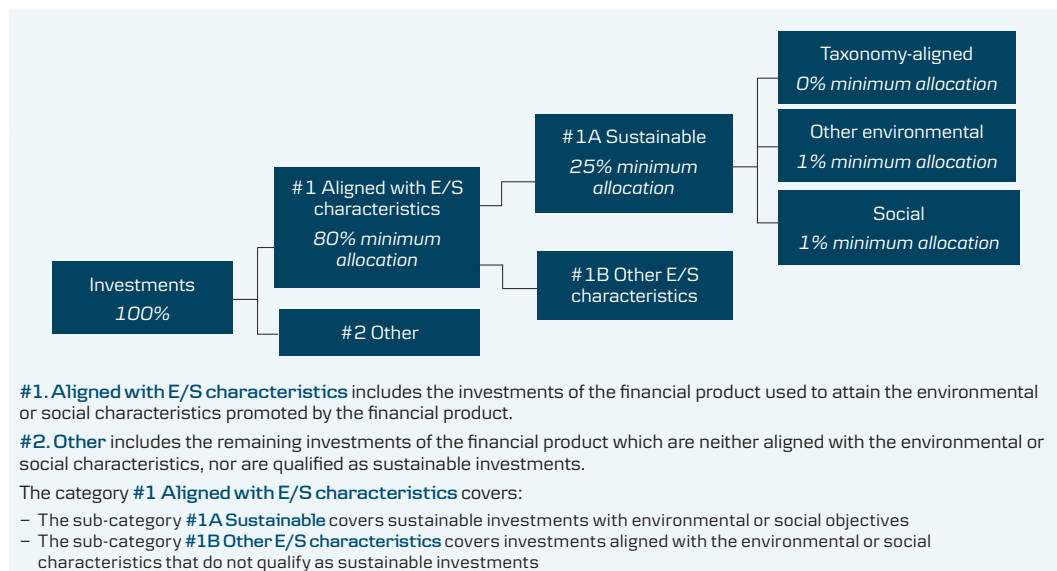 Investments
100%
#1 Aligned with E/S
characteristics
80% minimum
allocation
#2 Other
#1A Sustainable
25% minimum
allocation
#1B Other E/S
characteristics
Taxonomy-aligned
0% minimum allocation
Other environmental
1% minimum allocation
Social
1% minimum allocation
#1. Aligned with E/S characteristics includes the investments of the financial product used to attain the environmental
or social characteristics promoted by the financial product.
#2. Other includes the remaining investments of the financial product which are neither aligned with the environmental or
social characteristics, nor are qualified as sustainable investments.
The category #1 Aligned with E/S characteristics covers:
– The sub-category #1A Sustainable covers sustainable investments with environmental or social objectives
– The sub-category #1B Other E/S characteristics covers investments aligned with the environmental or social
characteristics that do not qualify as sustainable investments